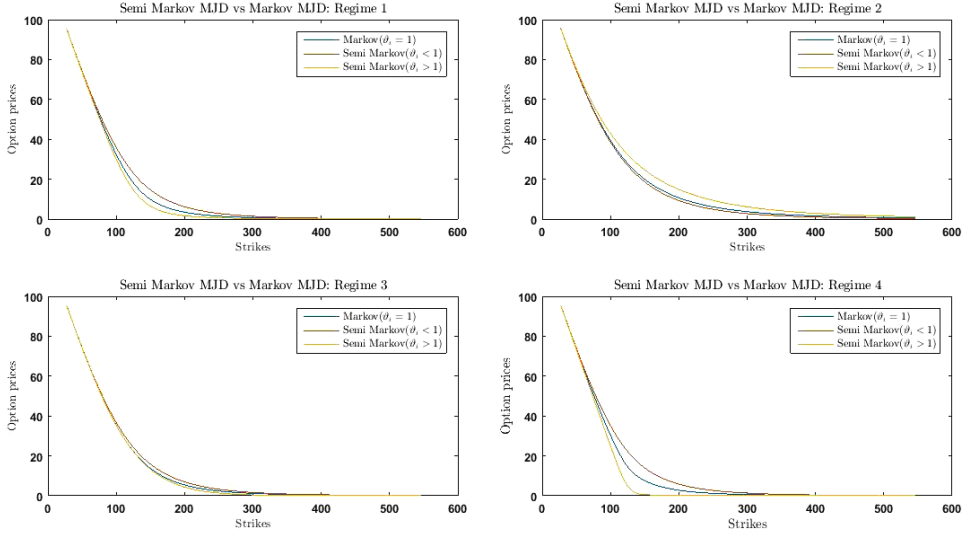 Semi Markov MJD vs Markov MJD: Regime 1
Option prices
100
80
60
40
20
0
0 100 200 300 400 500 600
Strikes
Markov(ϑᵢ = 1)
Semi Markov(ϑᵢ < 1)
Semi Markov(ϑᵢ > 1)
Semi Markov MJD vs Markov MJD: Regime 2
Option prices
100
80
60
40
20
0
0 100 200 300 400 500 600
Strikes
Markov(ϑᵢ = 1)
Semi Markov(ϑᵢ < 1)
Semi Markov(ϑᵢ > 1)
Semi Markov MJD vs Markov MJD: Regime 3
Option prices
100
80
60
40
20
0
0 100 200 300 400 500 600
Strikes
Markov(ϑᵢ = 1)
Semi Markov(ϑᵢ < 1)
Semi Markov(ϑᵢ > 1)
Semi Markov MJD vs Markov MJD: Regime 4
Option prices
100
80
60
40
20
0
0 100 200 300 400 500 600
Strikes
Markov(ϑᵢ = 1)
Semi Markov(ϑᵢ < 1)
Semi Markov(ϑᵢ > 1)